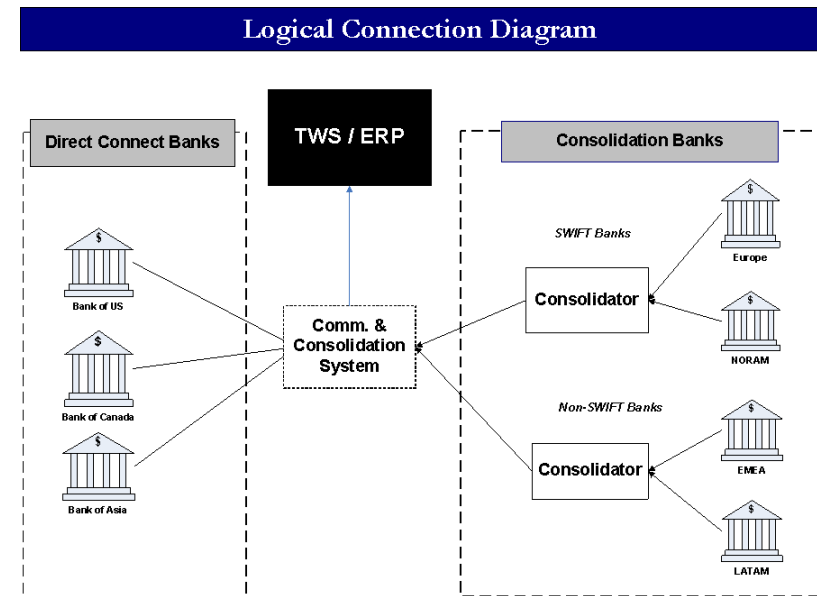 Logical Connection Diagram
TWS / ERP
Direct Connect Banks
Consolidation Banks
$
Bank of US
$
Bank of Canada
$
Bank of Asia
Comm. &
Consolidation
System
SWIFT Banks
Consolidator
$
Europe
$
NORAM
Non-SWIFT Banks
Consolidator
$
EMEA
$
LATAM